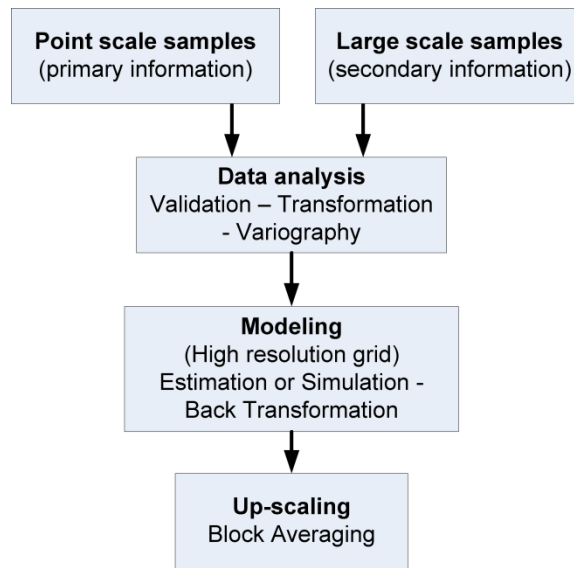 Point scale samples
(primary information)
Large scale samples
(secondary information)
Data analysis
Validation – Transformation
- Variography
Modeling
(High resolution grid)
Estimation or Simulation -
Back Transformation
Up-scaling
Block Averaging